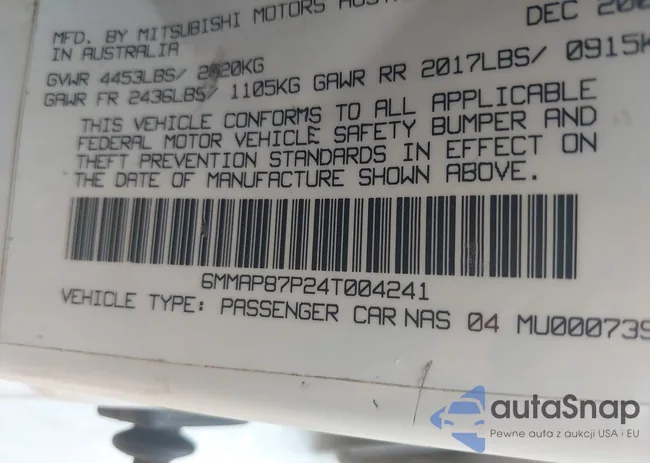 MFD. BY MITSUBISHI MOTORS
DEC
IN AUSTRALIA
GVWR 4453LBS/ 2020KG
GAWR FR 2436LBS/ 1105KG GAWR RR 2017LBS/ 0915K
THIS VEHICLE CONFORMS TO ALL APPLICABLE
FEDERAL MOTOR VEHICLE SAFETY BUMPER AND
THEFT PREVENTION STANDARDS IN EFFECT ON
THE DATE OF MANUFACTURE SHOWN ABOVE.
6MMAP87P24T004241
VEHICLE TYPE: PASSENGER CAR NAS 04 MU000739
autaSnap
Pewne auta z aukcji USA i EU